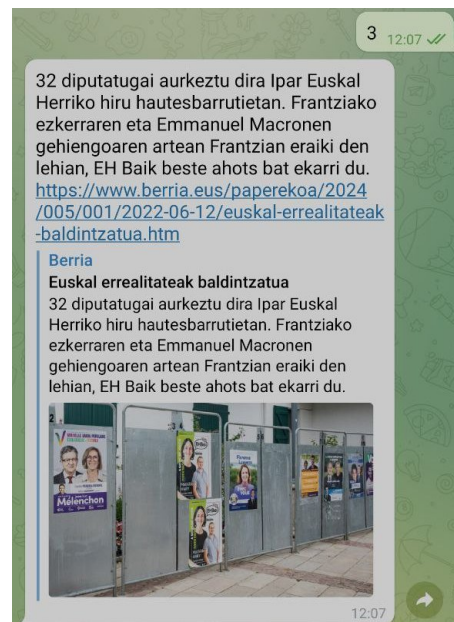 3 12:07
32 diputatugai aurkeztu dira Ipar Euskal
Herriko hiru hautesbarrutietan. Frantziako
ezkerraren eta Emmanuel Macronen
gehiengoaren artean Frantzian eraiki den
lehian, EH Baik beste ahots bat ekarri du.
https://www.berria.eus/paperekoa/2024
/005/001/2022-06-12/euskal-errealitateak
-baldintzatua.htm
Berria
Euskal errealitateak baldintzatua
32 diputatugai aurkeztu dira Ipar Euskal
Herriko hiru hautesbarrutietan. Frantziako
ezkerraren eta Emmanuel Macronen
gehiengoaren artean Frantzian eraiki den
lehian, EH Baik beste ahots bat ekarri du.
2
Mélenchon
12:07